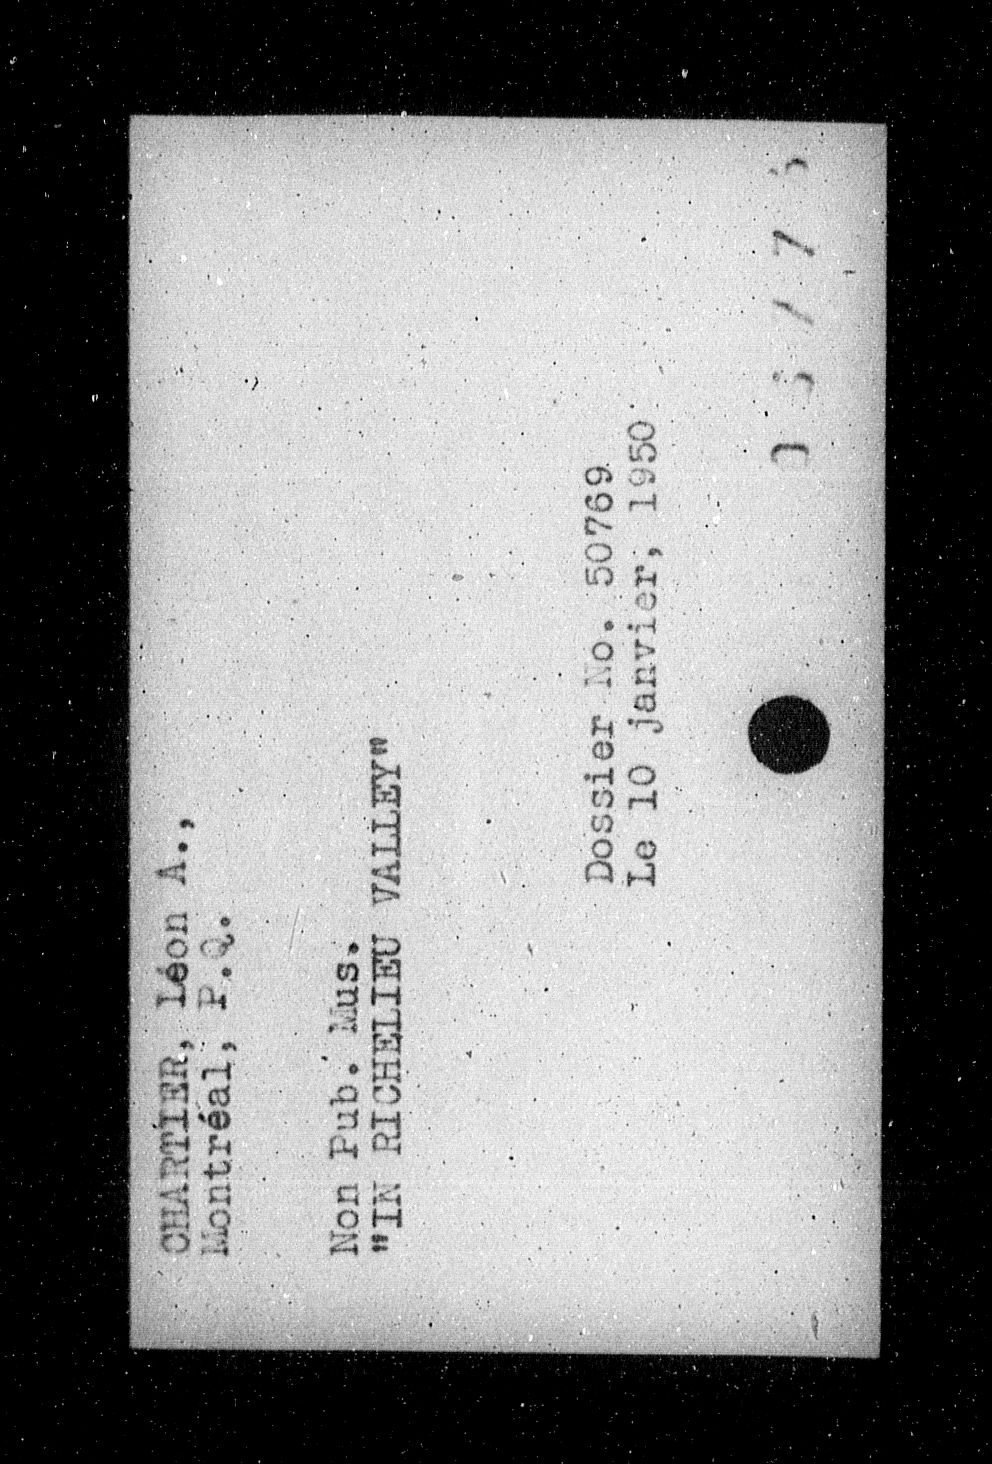 CHARTIER, Léon A.,
Montréal, P.Q.
Non Pub. Mus.
"IN RICHELIEU VALLEY"
Dossier No. 50769
Le 10 janvier, 1950